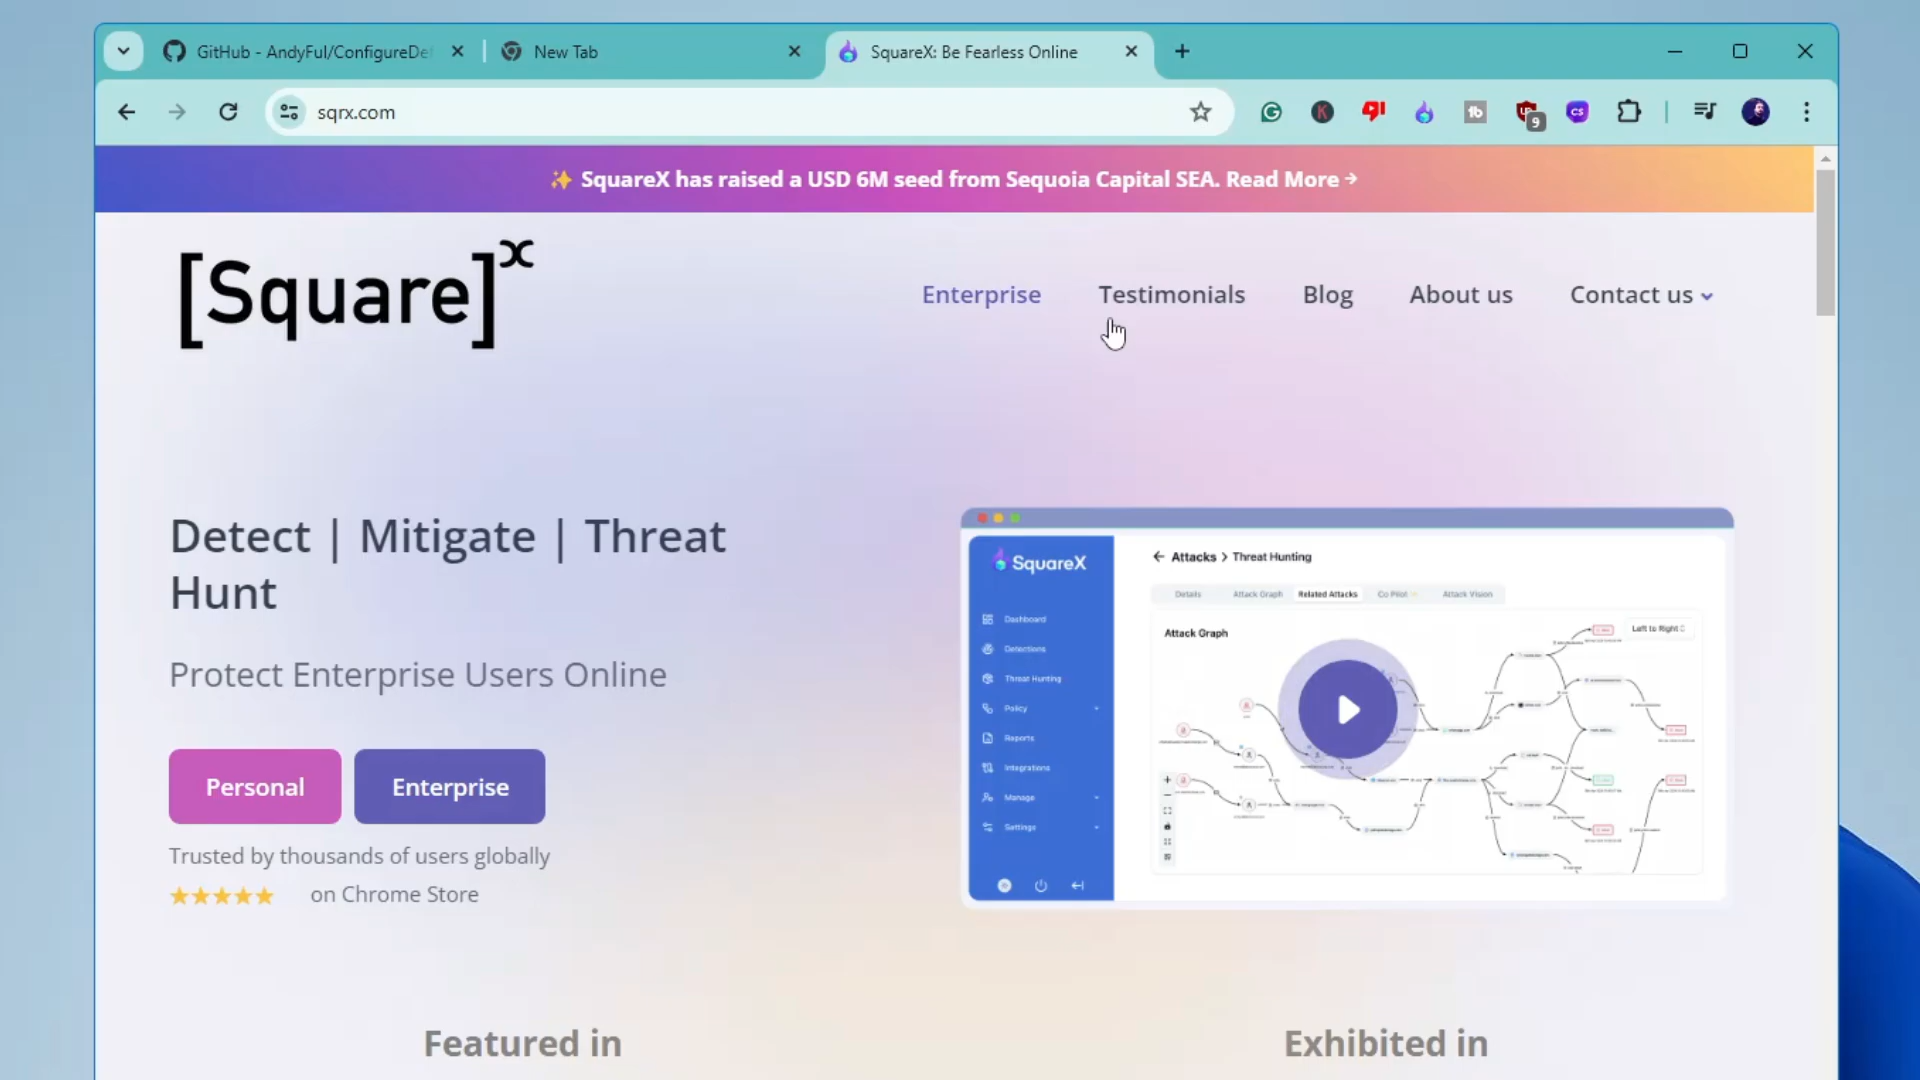 GitHub - AndyFul/ConfigureDe
New Tab
SquareX: Be Fearless Online
sqrx.com
9
✨ SquareX has raised a USD 6M seed from Sequoia Capital SEA. Read More →
[Square]x
Enterprise
Testimonials
Blog
About us
Contact us
Detect | Mitigate | Threat
Hunt
Protect Enterprise Users Online
Personal
Enterprise
Trusted by thousands of users globally
on Chrome Store
SquareX
Dashboard
Detections
Threat Hunting
Policy
Reports
Integrations
Manage
Settings
Attacks > Threat Hunting
Details
Attack Graph
Related Attacks
Co Pilot
Attack Vision
Attack Graph
Left to Right
Featured in
Exhibited in